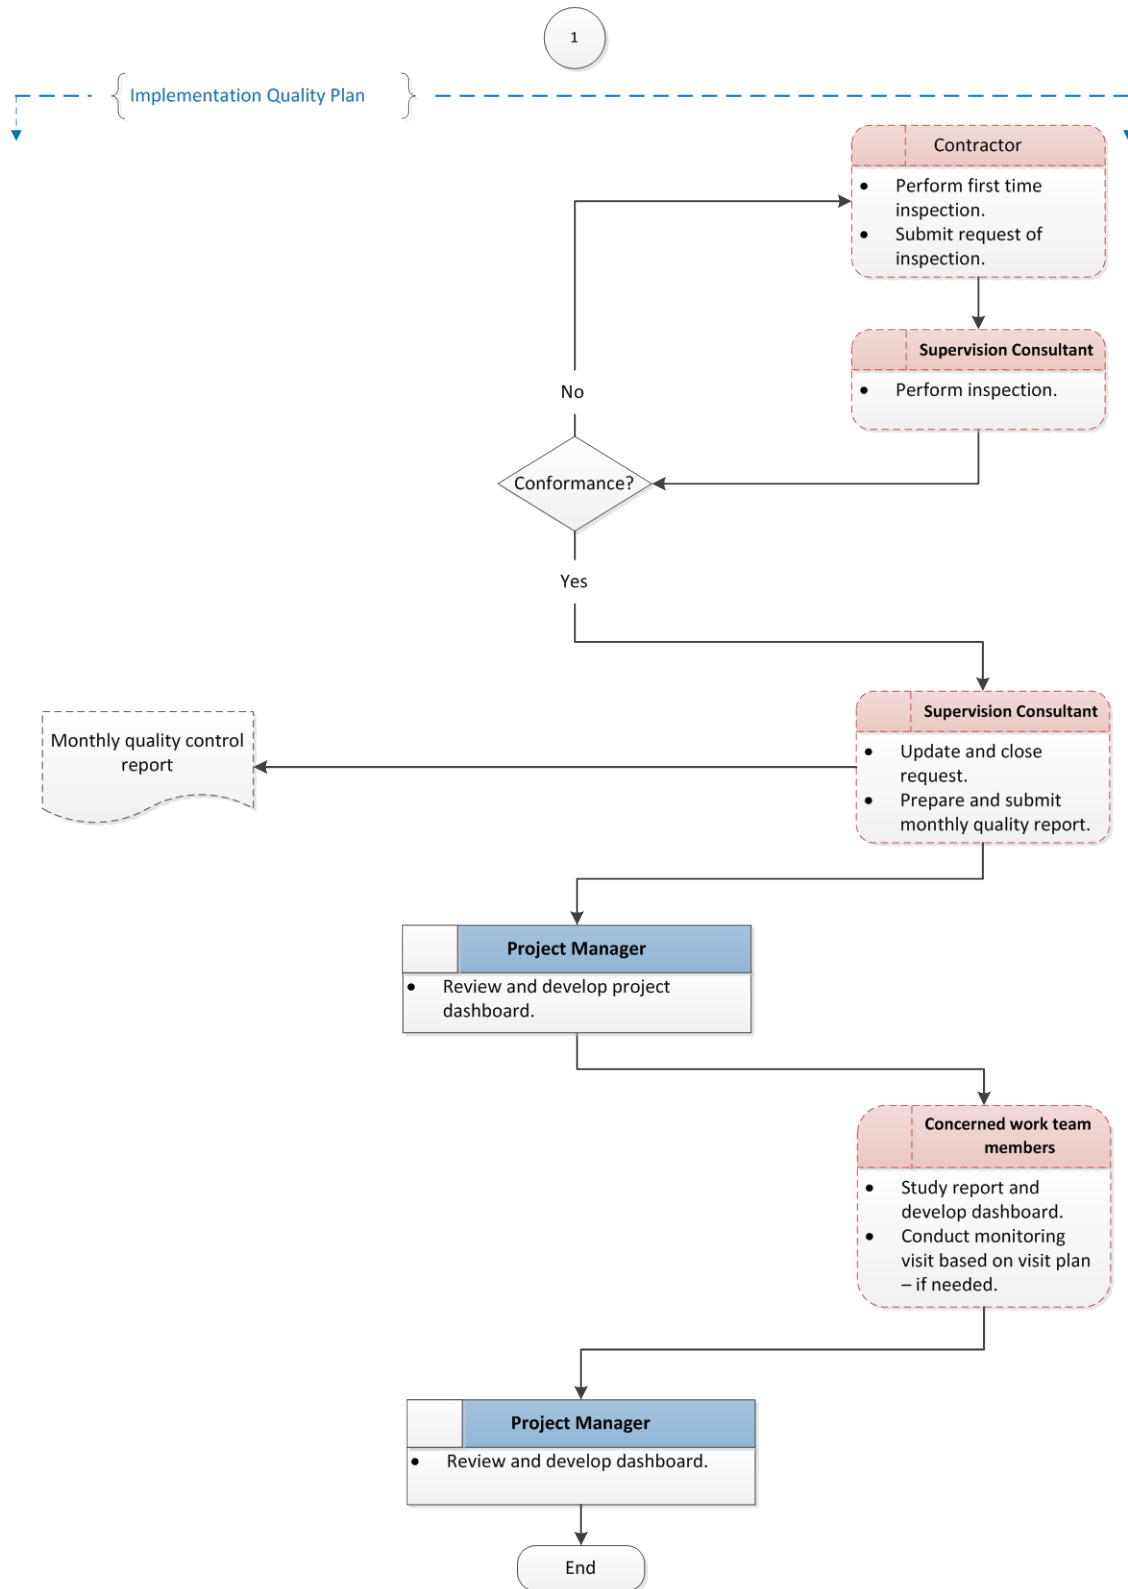 1
Implementation Quality Plan
Contractor
• Perform first time
inspection.
• Submit request of
inspection.
Supervision Consultant
• Perform inspection.
No
Conformance?
Yes
Supervision Consultant
• Update and close
request.
• Prepare and submit
monthly quality report.
Monthly quality control
report
Project Manager
• Review and develop project
dashboard.
Concerned work team
members
• Study report and
develop dashboard.
• Conduct monitoring
visit based on visit plan
– if needed.
Project Manager
• Review and develop dashboard.
End